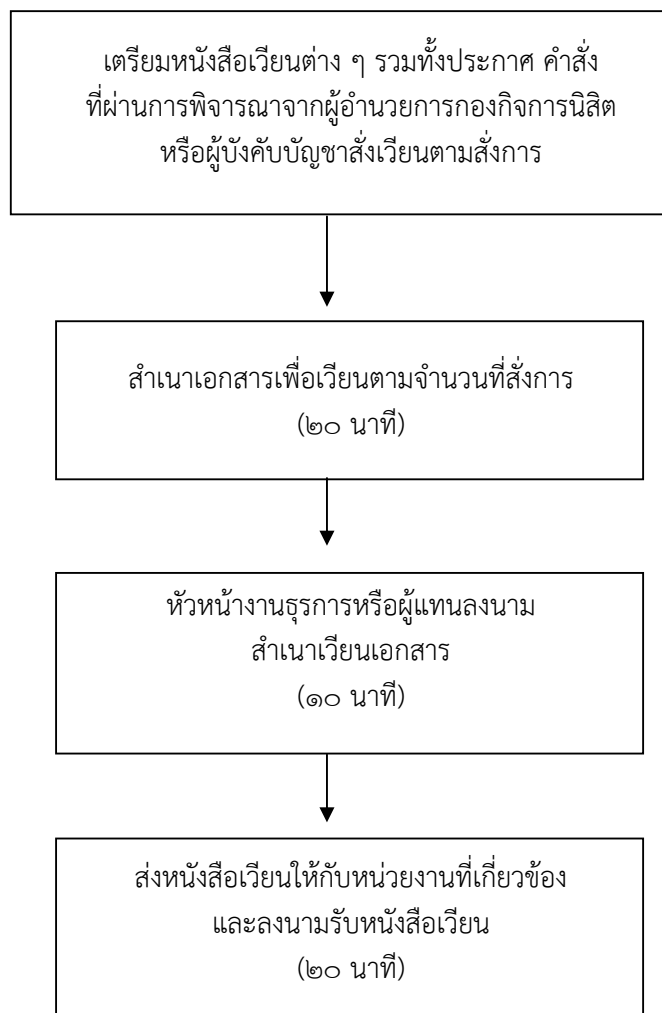 เตรียมหนังสือเวียนต่าง ๆ รวมทั้งประกาศ คำสั่ง
ที่ผ่านการพิจารณาจากผู้อำนวยการกองกิจการนิสิต
หรือผู้บังคับบัญชาสั่งเวียนตามสั่งการ
สำเนาเอกสารเพื่อเวียนตามจำนวนที่สั่งการ
(๒๐ นาที)
หัวหน้างานธุรการหรือผู้แทนลงนาม
สำเนาเวียนเอกสาร
(๑๐ นาที)
ส่งหนังสือเวียนให้กับหน่วยงานที่เกี่ยวข้อง
และลงนามรับหนังสือเวียน
(๒๐ นาที)